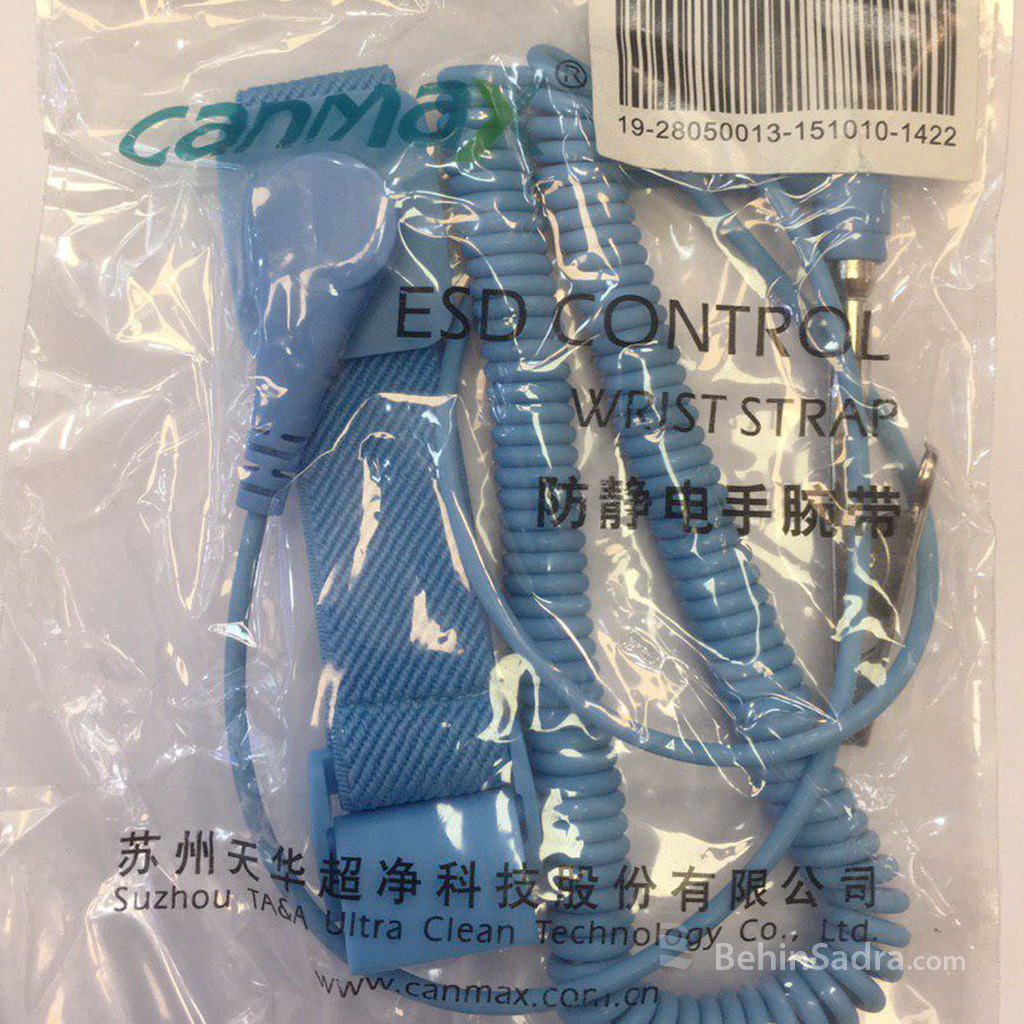 canmax®
19-28050013-151010-1422
ESD CONTROL
WRIST STRAP
防静电手腕带
苏州天华超净科技股份有限公司
Suzhou TA&A Ultra Clean Technology Co., Ltd.
BehinSadra.com
www.canmax.com.cn